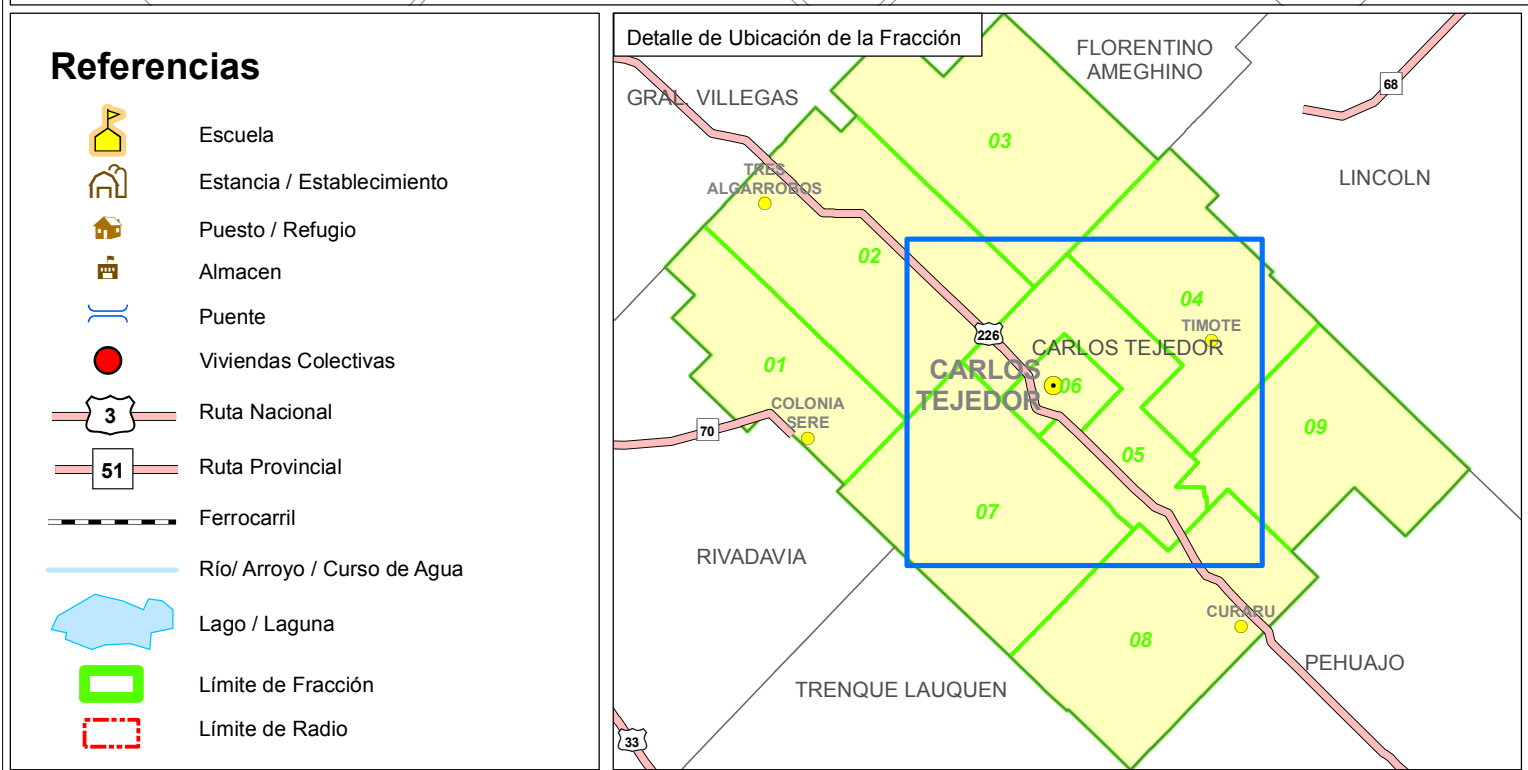 Referencias
Escuela
Estancia / Establecimiento
Puesto / Refugio
Almacen
Puente
Viviendas Colectivas
3
Ruta Nacional
51
Ruta Provincial
Ferrocarril
Río/ Arroyo / Curso de Agua
Lago / Laguna
Límite de Fracción
Límite de Radio
Detalle de Ubicación de la Fracción
FLORENTINO
AMEGHINO
68
GRAL. VILLEGAS
03
TRES
ALGARROBOS
LINCOLN
02
04
TIMOTE
226
CARLOS TEJEDOR
01
CARLOS
TEJEDOR
06
COLONIA
SERE
70
09
05
07
RIVADAVIA
CURARU
08
PEHUAJO
TRENQUE LAUQUEN
33